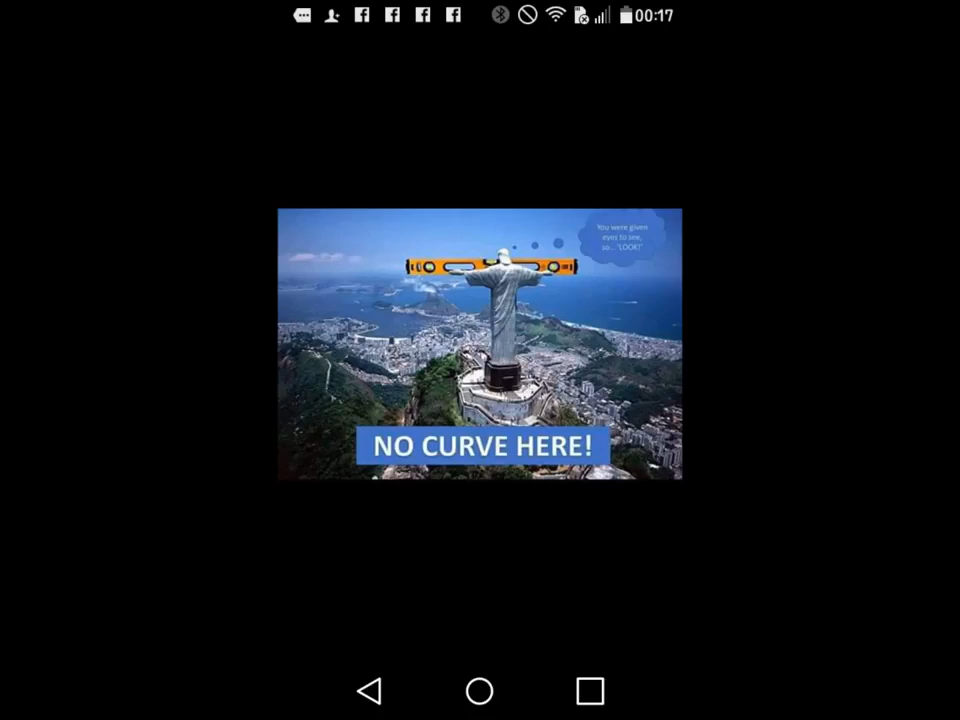 00:17
You were given
eyes to see,
so... "LOOK!"
NO CURVE HERE!